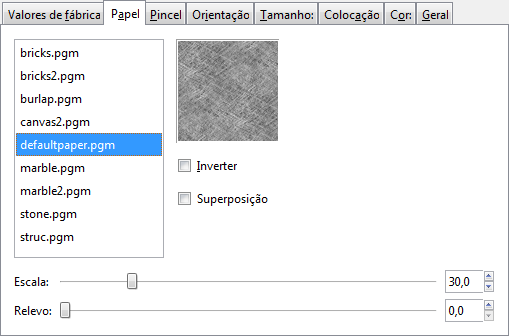 Valores de fábrica Papel Pincel Orientação Tamanho: Colocação Cor: Geral
bricks.pgm
bricks2.pgm
burlap.pgm
canvas2.pgm
defaultpaper.pgm
marble.pgm
marble2.pgm
stone.pgm
struc.pgm
Inverter
Superposição
Escala: 30,0
Relevo: 0,0